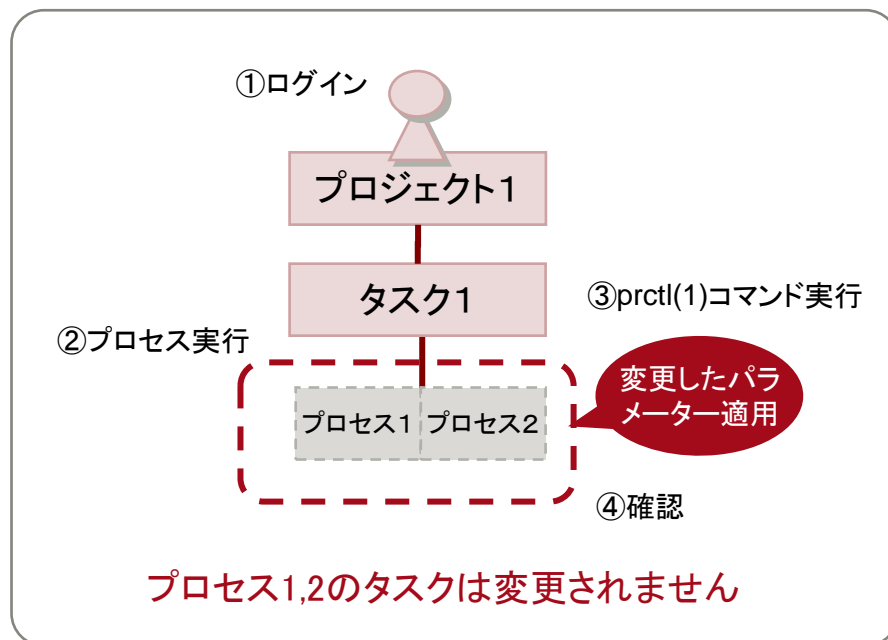 ①ログイン
プロジェクト1
タスク1
③prctl(1)コマンド実行
②プロセス実行
変更したパラ
メーター適用
プロセス1 プロセス2
④確認
プロセス1,2のタスクは変更されません